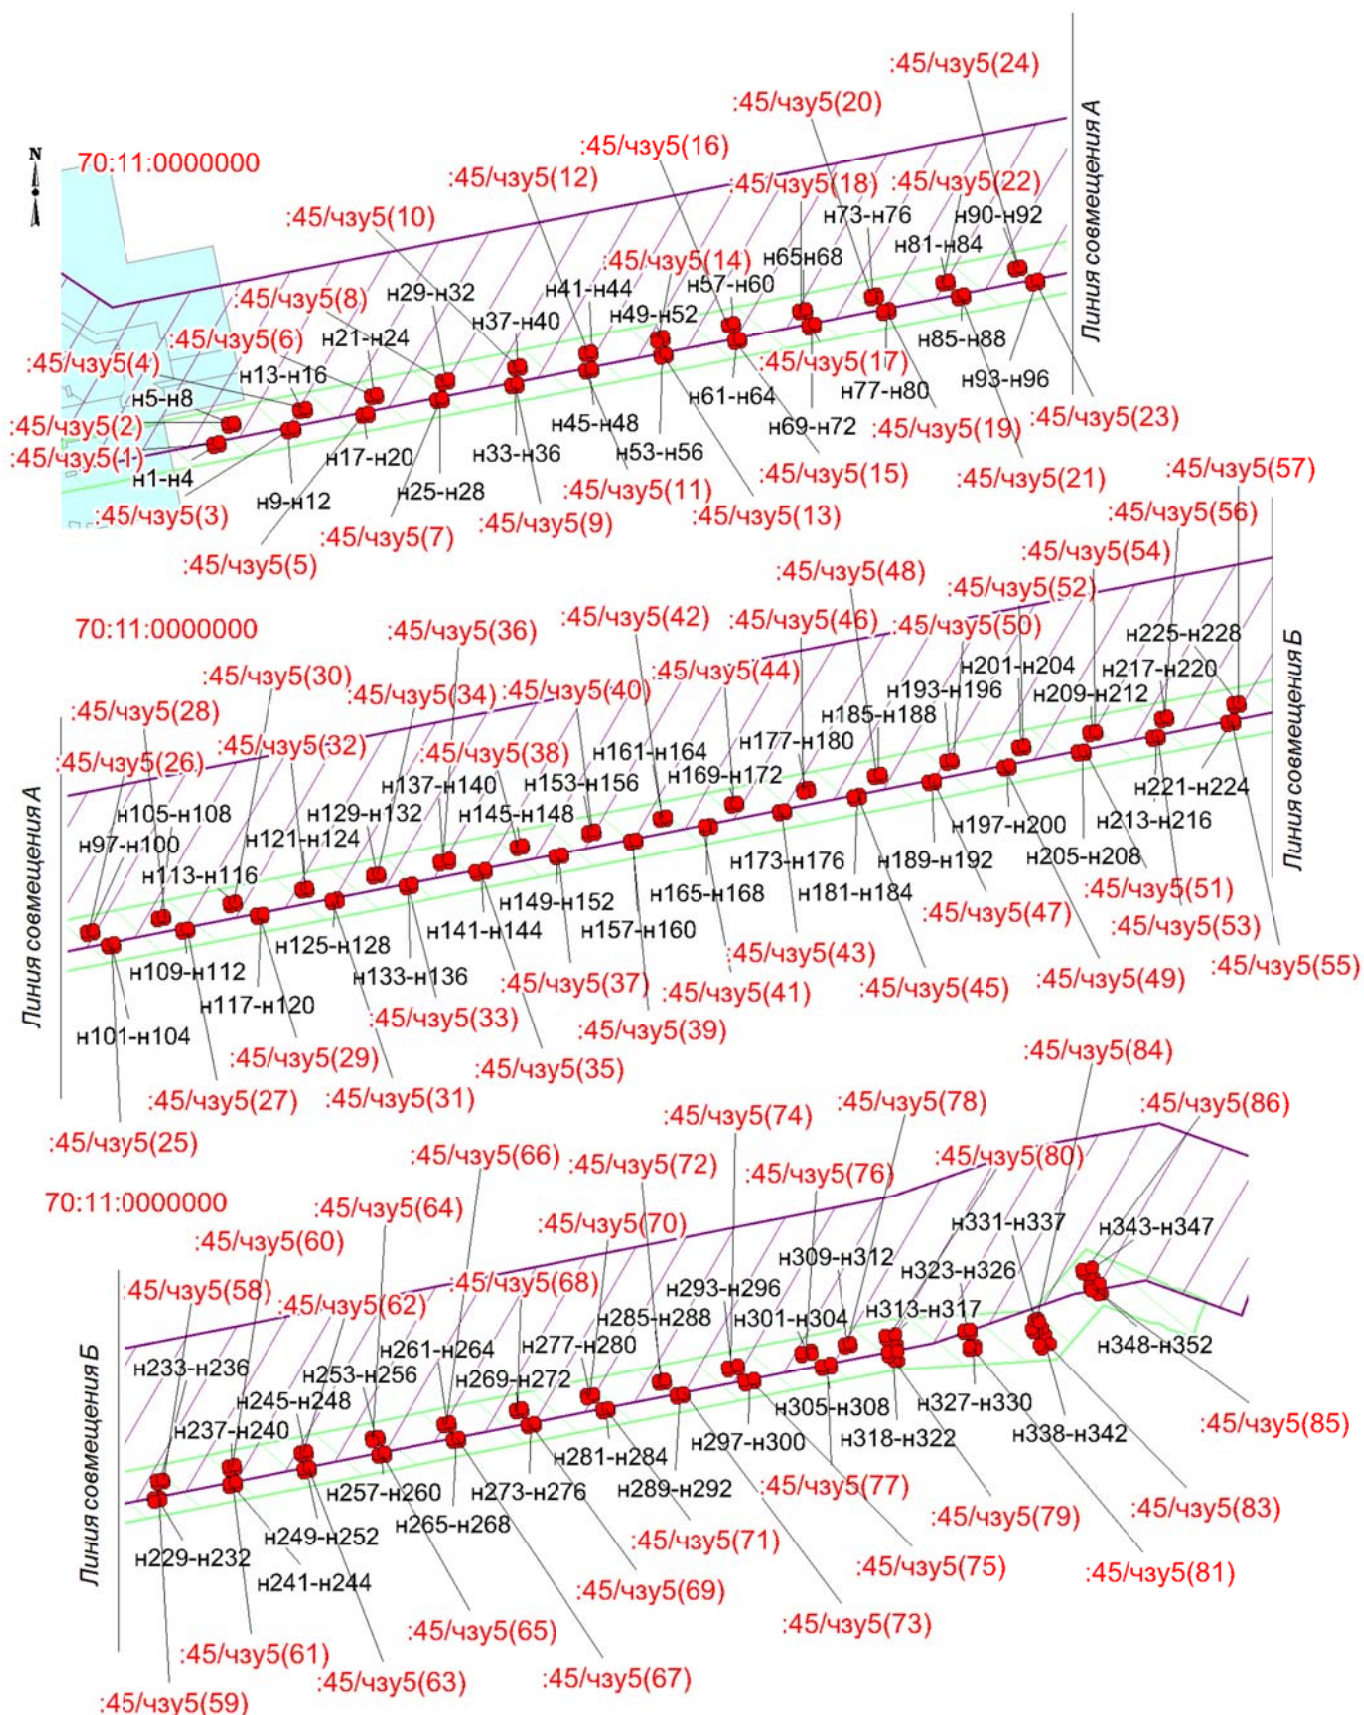 :45/чзу5(24)
:45/чзу5(20)
:45/чзу5(16)
:45/чзу5(12)
:45/чзу5(18)
:45/чзу5(22)
:45/чзу5(10)
N
70:11:0000000
Линия совмещения А
н73-н76
н90-н92
н65н68
н81-н84
:45/чзу5(14)
:45/чзу5(8)
н29-н32
н41-н44
н57-н60
н37-н40
н49-н52
:45/чзу5(6)
н21-н24
:45/чзу5(4)
н13-н16
:45/чзу5(17)
н85-н88
н5-н8
н61-н64
н77-н80
н93-н96
:45/чзу5(2)
н45-н48
н69-н72
:45/чзу5(19)
:45/чзу5(23)
:45/чзу5(1)
н1-н4
н17-н20
н33-н36
н53-н56
н9-н12
н25-н28
:45/чзу5(11)
:45/чзу5(15)
:45/чзу5(21)
:45/чзу5(57)
:45/чзу5(3)
:45/чзу5(7)
:45/чзу5(9)
:45/чзу5(13)
:45/чзу5(56)
:45/чзу5(5)
:45/чзу5(54)
:45/чзу5(48)
:45/чзу5(52)
70:11:0000000
:45/чзу5(36)
:45/чзу5(42)
:45/чзу5(46)
:45/чзу5(50)
н225-н228
Линия совмещения Б
:45/чзу5(30)
:45/чзу5(34)
:45/чзу5(40)
:45/чзу5(44)
н201-н204
н217-н220
н193-н196
н209-н212
:45/чзу5(28)
н185-н188
:45/чзу5(32)
:45/чзу5(38)
н161-н164
н177-н180
:45/чзу5(26)
н137-н140
н153-н156
н169-н172
н221-н224
н105-н108
н129-н132
н145-н148
н213-н216
н97-н100
н121-н124
н197-н200
н205-н208
Линия совмещения А
н113-н116
н173-н176
н189-н192
н149-н152
н165-н168
н181-н184
:45/чзу5(51)
н141-н144
н157-н160
:45/чзу5(47)
:45/чзу5(53)
н125-н128
н109-н112
н133-н136
:45/чзу5(37)
:45/чзу5(43)
:45/чзу5(49)
:45/чзу5(55)
н117-н120
:45/чзу5(41)
:45/чзу5(45)
н101-н104
:45/чзу5(33)
:45/чзу5(39)
:45/чзу5(29)
:45/чзу5(35)
:45/чзу5(84)
:45/чзу5(27)
:45/чзу5(31)
:45/чзу5(25)
:45/чзу5(74)
:45/чзу5(78)
:45/чзу5(86)
:45/чзу5(66)
:45/чзу5(72)
:45/чзу5(76)
:45/чзу5(80)
70:11:0000000
:45/чзу5(64)
:45/чзу5(70)
н331-н337
н343-н347
:45/чзу5(60)
н309-н312
:45/чзу5(58)
:45/чзу5(68)
н293-н296
н323-н326
:45/чзу5(62)
н285-н288
н301-н304
н313-н317
н348-н352
Линия совмещения Б
н233-н236
н261-н264
н277-н280
н253-н256
н269-н272
н245-н248
н327-н330
н237-н240
н305-н308
н338-н342
:45/чзу5(85)
н297-н300
н318-н322
н281-н284
н257-н260
н273-н276
н289-н292
:45/чзу5(77)
:45/чзу5(83)
н265-н268
:45/чзу5(79)
н249-н252
:45/чзу5(71)
н229-н232
:45/чзу5(75)
:45/чзу5(81)
н241-н244
:45/чзу5(69)
:45/чзу5(65)
:45/чзу5(73)
:45/чзу5(61)
:45/чзу5(63)
:45/чзу5(67)
:45/чзу5(59)